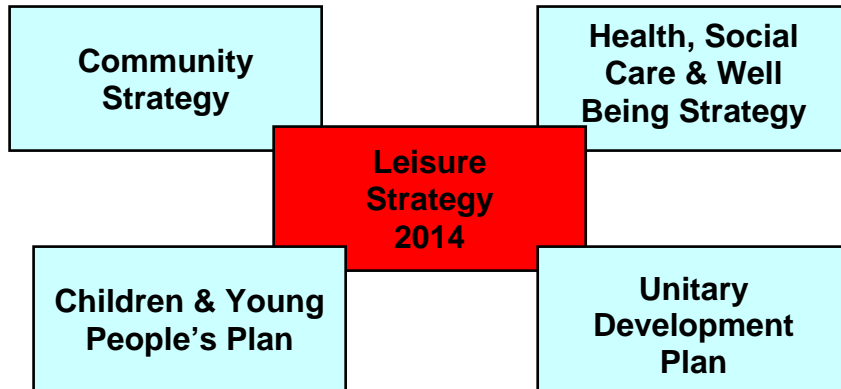 Community
Strategy
Health, Social
Care & Well
Being Strategy
Leisure
Strategy
2014
Children & Young
People’s Plan
Unitary
Development
Plan